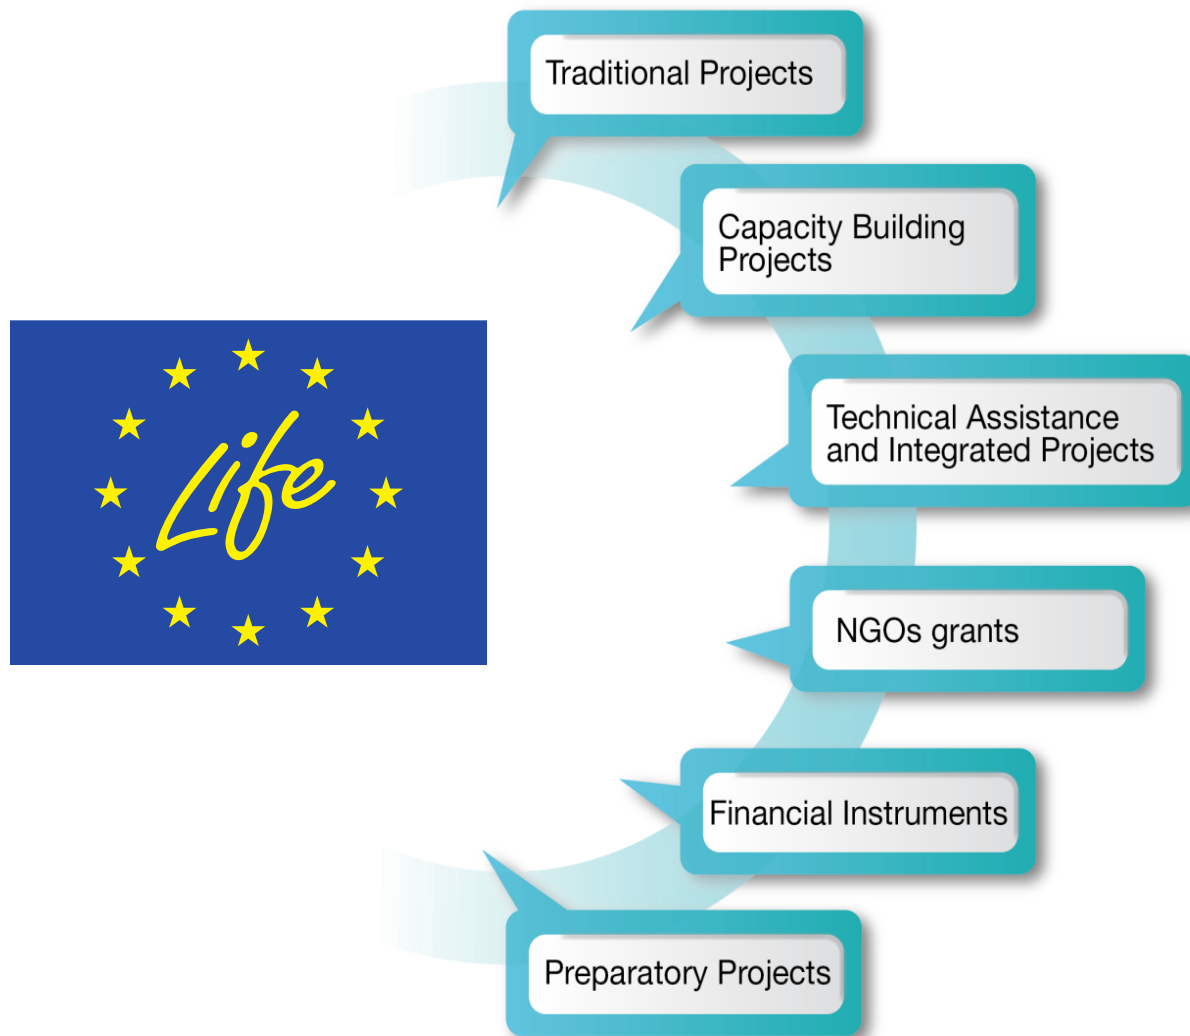 Traditional Projects
Capacity Building
Projects
Technical Assistance
and Integrated Projects
Life
NGOs grants
Financial Instruments
Preparatory Projects